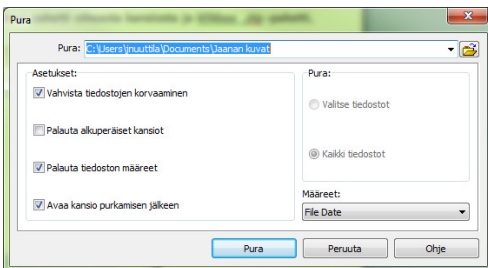 Pura
Pura: C:\Users\jnuuttila\Documents\Jaanan kuvat
Asetukset:
Vahvista tiedostojen korvaaminen
Palauta alkuperäiset kansiot
Palauta tiedoston määreet
Avaa kansio purkamisen jälkeen
Pura:
Valitse tiedostot
Kaikki tiedostot
Määreet:
File Date
Pura Peruuta Ohje